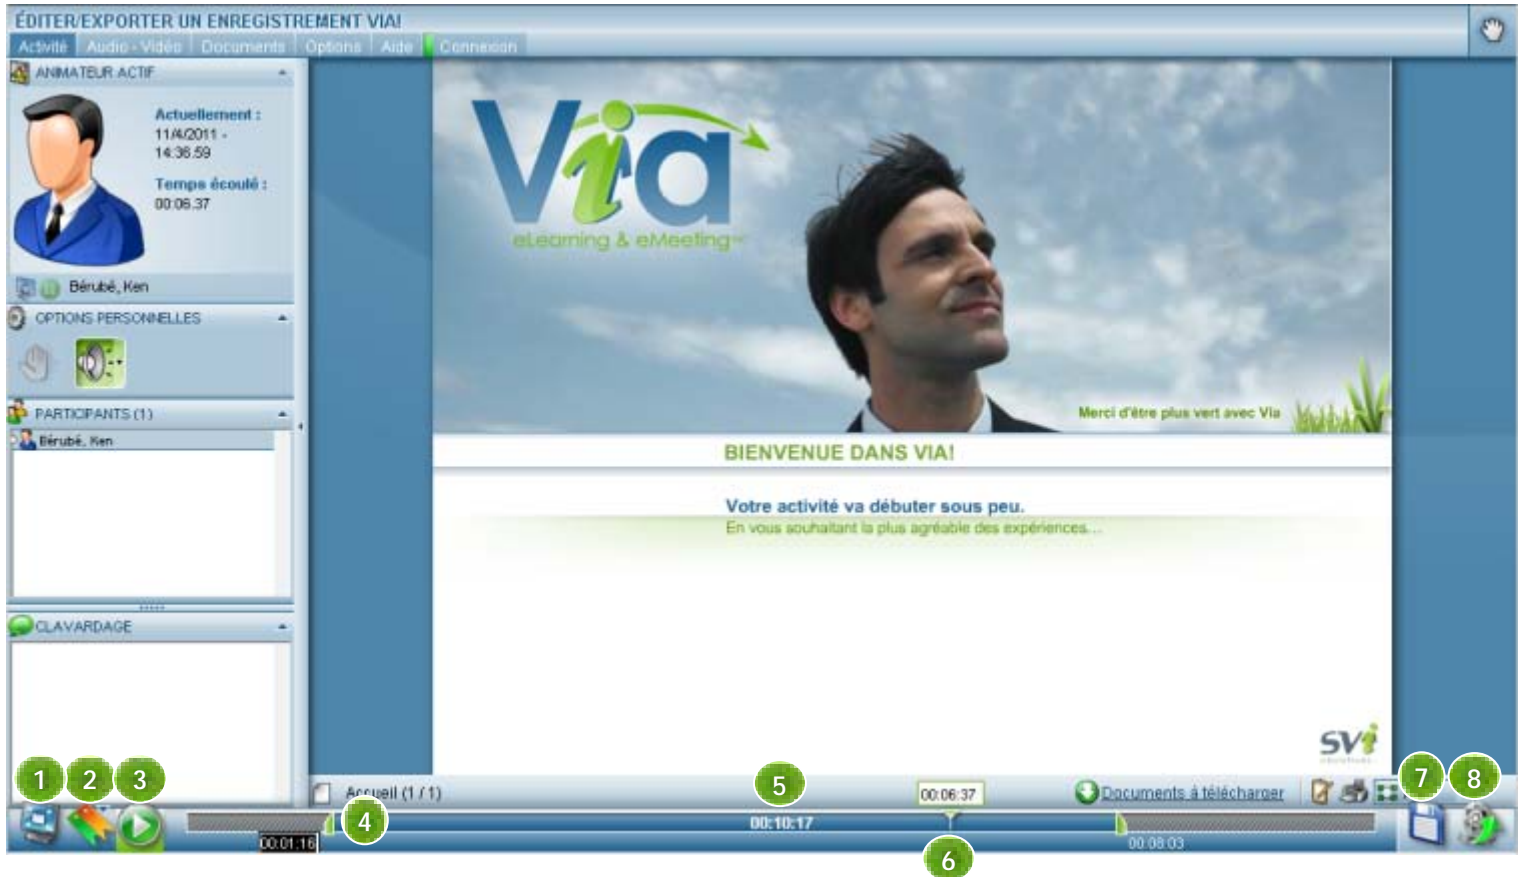 ÉDITER/EXPORTER UN ENREGISTREMENT VIA!
Activité Audio - Vidéo Documents Options Aide Connexion
ANIMATEUR ACTIF
Actuellement :
11/4/2011 -
14:36.59
Temps écoulé :
00:06.37
Bérubé, Ken
OPTIONS PERSONNELLES
PARTICIPANTS (1)
Bérubé, Ken
CLAVARDAGE
Via
eLearning & eMeeting
Merci d'être plus vert avec Via
BIENVENUE DANS VIA!
Votre activité va débuter sous peu.
En vous souhaitant la plus agréable des expériences...
SVi
1 2 3 5 7 8
Accueil (1 / 1)
00:06:37
Documents à télécharger
4
00:10:17
00:01:16
6
00:08:03